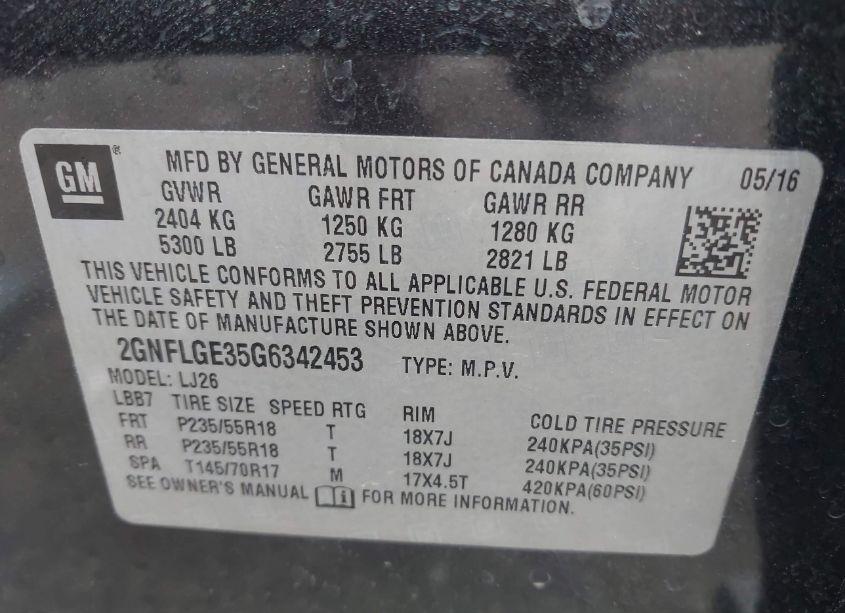 GM® MFD BY GENERAL MOTORS OF CANADA COMPANY 05/16
GVWR GAWR FRT GAWR RR
2404 KG 1250 KG 1280 KG
5300 LB 2755 LB 2821 LB
THIS VEHICLE CONFORMS TO ALL APPLICABLE U.S. FEDERAL MOTOR
VEHICLE SAFETY AND THEFT PREVENTION STANDARDS IN EFFECT ON
THE DATE OF MANUFACTURE SHOWN ABOVE.
2GNFLGE35G6342453 TYPE: M.P.V.
MODEL: LJ26
LBB7 TIRE SIZE SPEED RTG RIM COLD TIRE PRESSURE
FRT P235/55R18 T 18X7J 240KPA(35PSI)
RR P235/55R18 T 18X7J 240KPA(35PSI)
SPA T145/70R17 M 17X4.5T 420KPA(60PSI)
SEE OWNER'S MANUAL i FOR MORE INFORMATION.